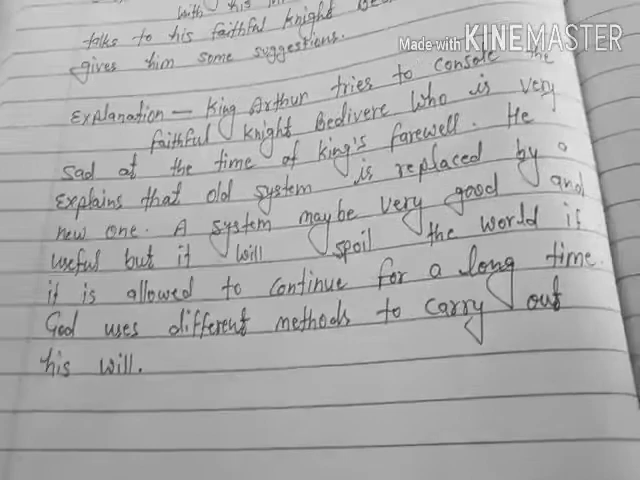 with his
talks to his faithful knight
gives him some suggestions.
Made with KINEMASTER
Explanation — King Arthur tries to console the
faithful knight Bedivere who is very
sad at the time of king's farewell. He
explains that old system is replaced by a
new one. A system maybe very good and
useful but it will spoil the world if
it is allowed to continue for a long time.
God uses different methods to carry out
his will.